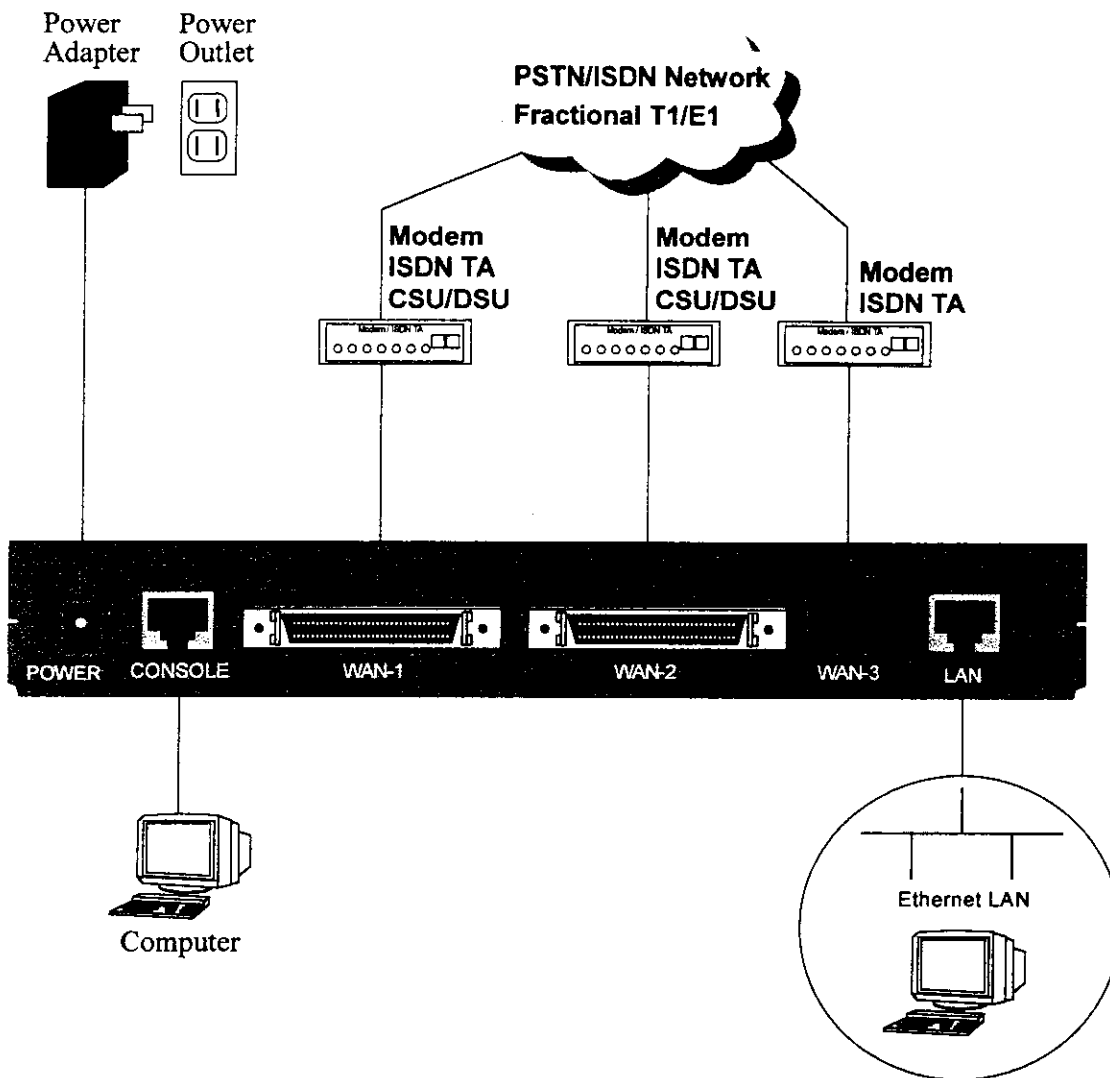 Power
Adapter
Power
Outlet
PSTN/ISDN Network
Fractional T1/E1
Modem
ISDN TA
CSU/DSU
Modem
ISDN TA
CSU/DSU
Modem
ISDN TA
Modem / ISDN TA
Modem / ISDN TA
Modem / ISDN TA
POWER
CONSOLE
WAN-1
WAN-2
WAN-3
LAN
Computer
Ethernet LAN